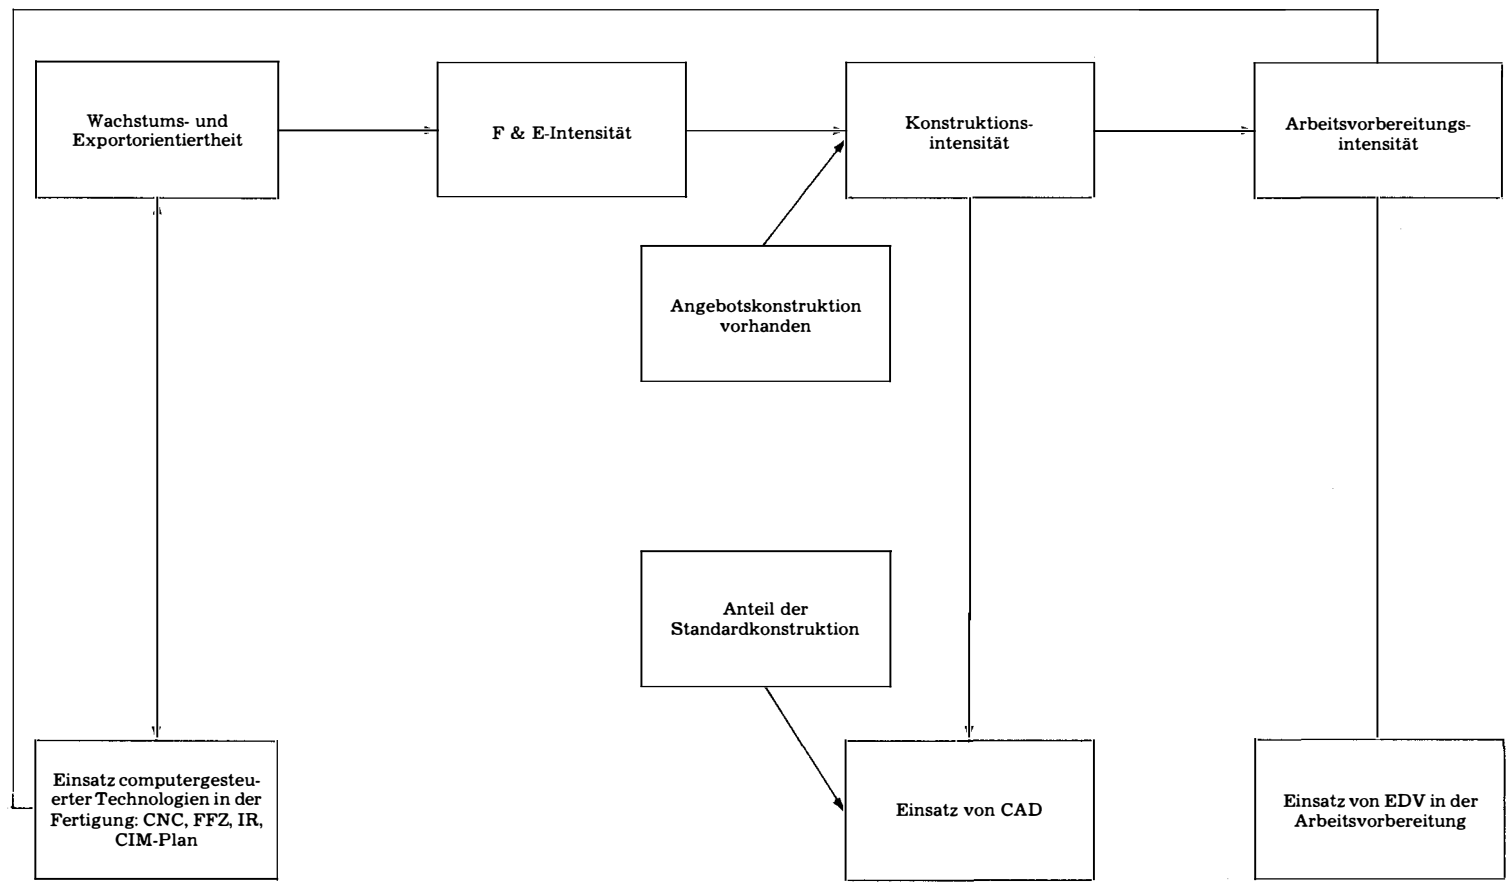 Wachstums- und
Exportorientiertheit
F & E-Intensität
Konstruktions-
intensität
Arbeitsvorbereitungs-
intensität
Angebotskonstruktion
vorhanden
Anteil der
Standardkonstruktion
Einsatz computergesteu-
erter Technologien in der
Fertigung: CNC, FFZ, IR,
CIM-Plan
Einsatz von CAD
Einsatz von EDV in der
Arbeitsvorbereitung